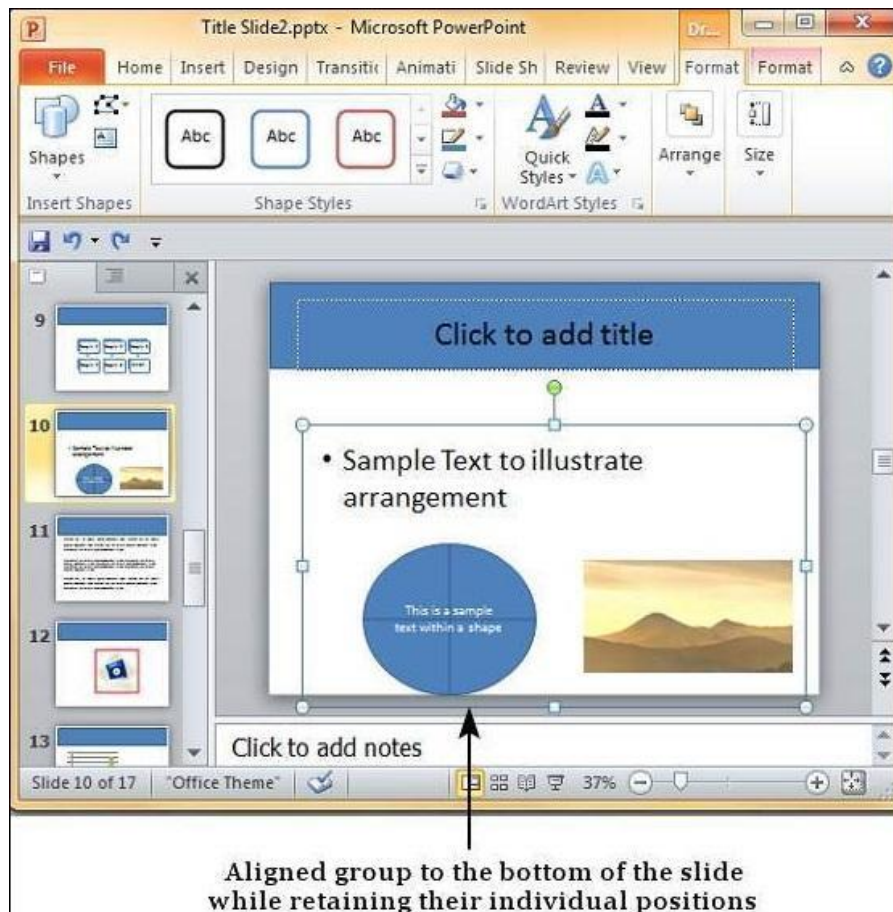 Title Slide2.pptx - Microsoft PowerPoint
Dr...
File Home Insert Design Transitic Animati Slide Sh Review View Format Format
Abc Abc Abc
Shapes
Quick
Styles
Arrange
Size
Insert Shapes
Shape Styles
WordArt Styles
9
10
11
12
13
Click to add title
• Sample Text to illustrate
arrangement
This is a sample
text within a shape
Click to add notes
Slide 10 of 17 "Office Theme" 37%
Aligned group to the bottom of the slide
while retaining their individual positions